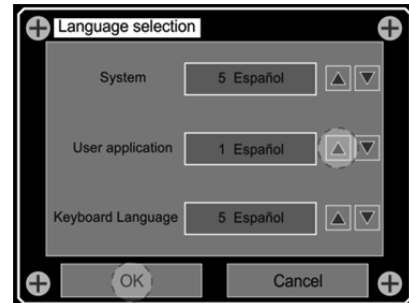 Language selection
System 5 Español
User application 1 Español
Keyboard Language 5 Español
OK Cancel